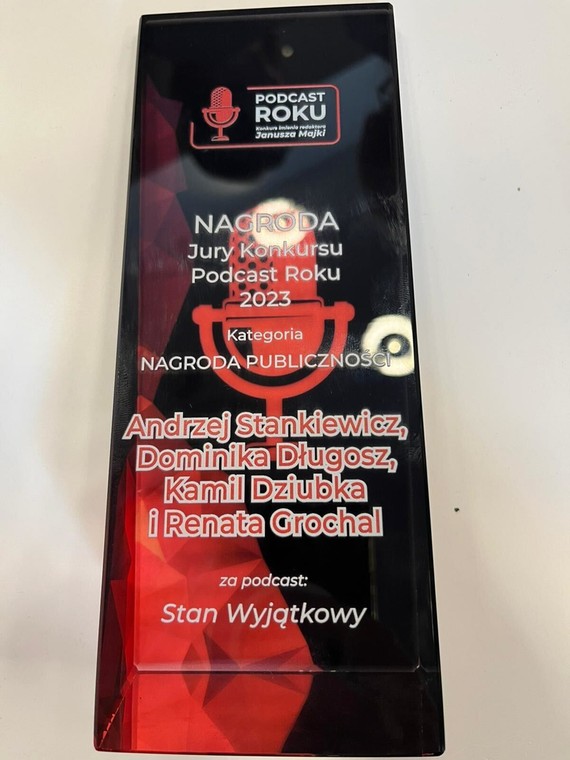 PODCAST
ROKU
Konkurs imienia redaktora
Janusza Majki
NAGRODA
Jury Konkursu
Podcast Roku
2023
Kategoria
NAGRODA PUBLICZNOŚCI
Andrzej Stankiewicz,
Dominika Długosz,
Kamil Dziubka
i Renata Grochal
za podcast:
Stan Wyjątkowy